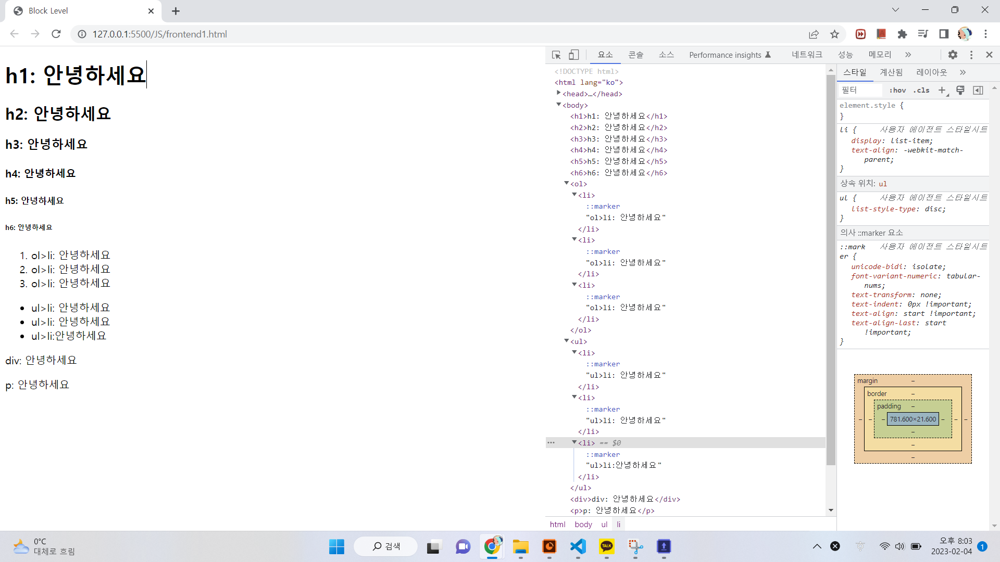 Block Level
127.0.0.1:5500/JS/frontend1.html
h1: 안녕하세요
h2: 안녕하세요
h3: 안녕하세요
h4: 안녕하세요
h5: 안녕하세요
h6: 안녕하세요
1. ol>li: 안녕하세요
2. ol>li: 안녕하세요
3. ol>li: 안녕하세요
• ul>li: 안녕하세요
• ul>li: 안녕하세요
• ul>li:안녕하세요
div: 안녕하세요
p: 안녕하세요
요소 콘솔 소스 Performance insights 네트워크 성능 메모리 »
<!DOCTYPE html>
<html lang="ko">
<head>…</head>
<body>
<h1>h1: 안녕하세요</h1>
<h2>h2: 안녕하세요</h2>
<h3>h3: 안녕하세요</h3>
<h4>h4: 안녕하세요</h4>
<h5>h5: 안녕하세요</h5>
<h6>h6: 안녕하세요</h6>
<ol>
<li>
::marker
"ol>li: 안녕하세요"
</li>
<li>
::marker
"ol>li: 안녕하세요"
</li>
<li>
::marker
"ol>li: 안녕하세요"
</li>
</ol>
<ul>
<li>
::marker
"ul>li: 안녕하세요"
</li>
<li>
::marker
"ul>li: 안녕하세요"
</li>
<li> == $0
::marker
"ul>li:안녕하세요"
</li>
</ul>
<div>div: 안녕하세요</div>
<p>p: 안녕하세요</p>
html body ul li
스타일 계산됨 레이아웃 »
필터 :hov .cls +
element.style {
}
li { 사용자 에이전트 스타일시트
display: list-item;
text-align: -webkit-match-
parent;
}
상속 위치: ul
ul { 사용자 에이전트 스타일시트
list-style-type: disc;
}
의사 ::marker 요소
::mark 사용자 에이전트 스타일시트
er {
unicode-bidi: isolate;
font-variant-numeric: tabular-
nums;
text-transform: none;
text-indent: 0px !important;
text-align: start !important;
text-align-last: start
!important;
}
margin –
border –
padding –
– – – 781.600×21.600 – – –
–
–
–
0°C
대체로 흐림
검색
TALK
오후 8:03
2023-02-04
1